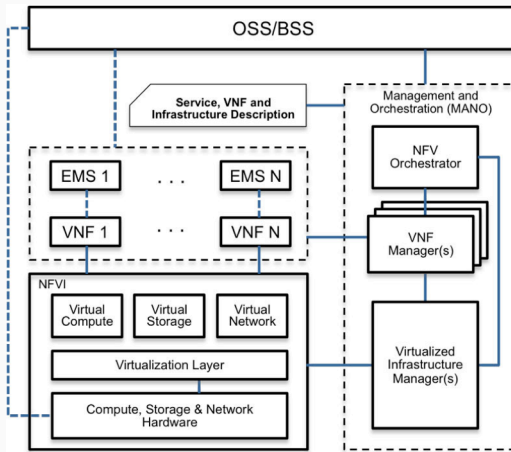 OSS/BSS
Service, VNF and
Infrastructure Description
Management and
Orchestration (MANO)
NFV
Orchestrator
EMS 1
. . .
EMS N
VNF 1
. . .
VNF N
VNF
Manager(s)
NFVI
Virtual
Compute
Virtual
Storage
Virtual
Network
Virtualization Layer
Virtualized
Infrastructure
Manager(s)
Compute, Storage & Network
Hardware